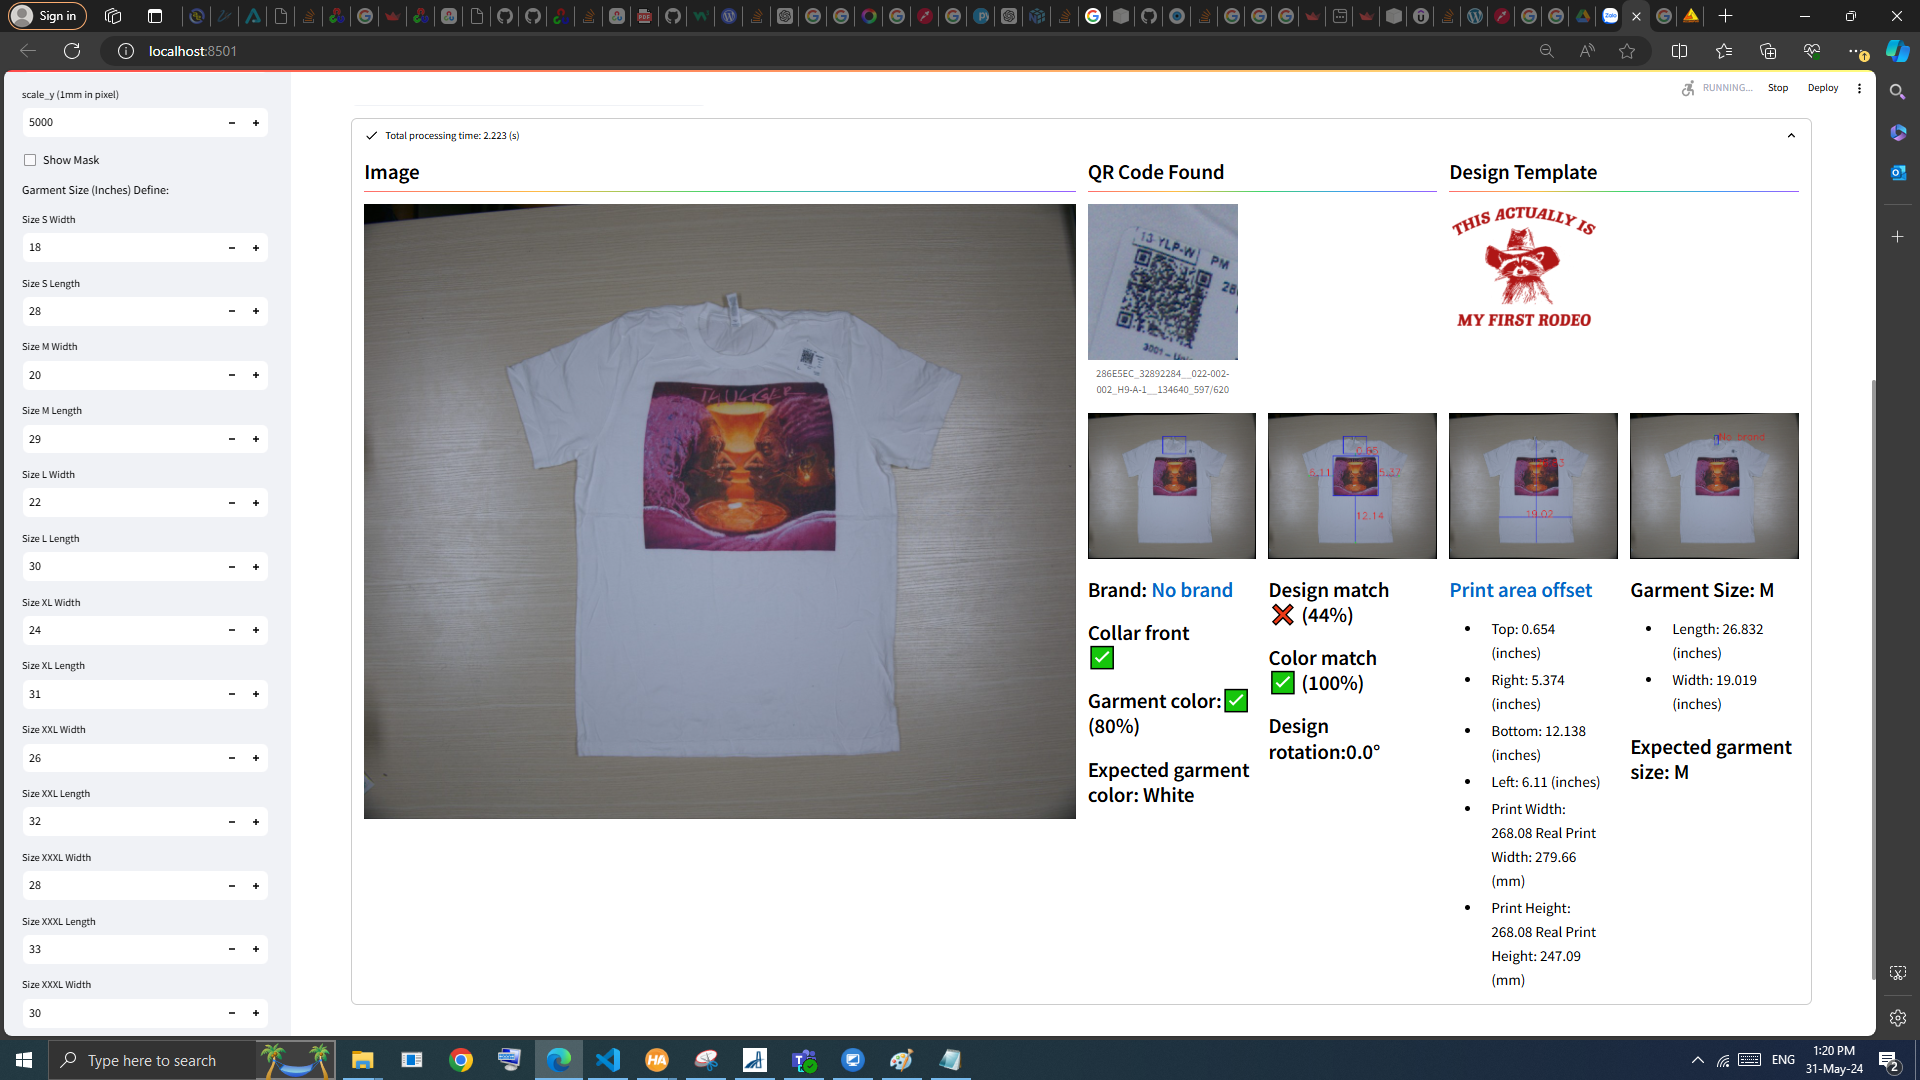 Sign in
localhost:8501
scale_y (1mm in pixel)
5000
Show Mask
Garment Size (Inches) Define:
Size S Width
18
Size S Length
28
Size M Width
20
Size M Length
29
Size L Width
22
Size L Length
30
Size XL Width
24
Size XL Length
31
Size XXL Width
26
Size XXL Length
32
Size XXXL Width
28
Size XXXL Length
33
Size XXXL Width
30
RUNNING...
Stop
Deploy
Total processing time: 2.223 (s)
Image
QR Code Found
13 YLP-W
PM
286E5EC_32892284__022-002-
002_H9-A-1__134640_597/620
Design Template
THIS ACTUALLY IS
MY FIRST RODEO
6.11
5.37
12.14
19.02
No brand
Brand: No brand
Collar front
Garment color:
(80%)
Expected garment
color: White
Design match
(44%)
Color match
(100%)
Design
rotation:0.0°
Print area offset
Top: 0.654
(inches)
Right: 5.374
(inches)
Bottom: 12.138
(inches)
Left: 6.11 (inches)
Print Width:
268.08 Real Print
Width: 279.66
(mm)
Print Height:
268.08 Real Print
Height: 247.09
(mm)
Garment Size: M
Length: 26.832
(inches)
Width: 19.019
(inches)
Expected garment
size: M
Type here to search
ENG
1:20 PM
31-May-24
2